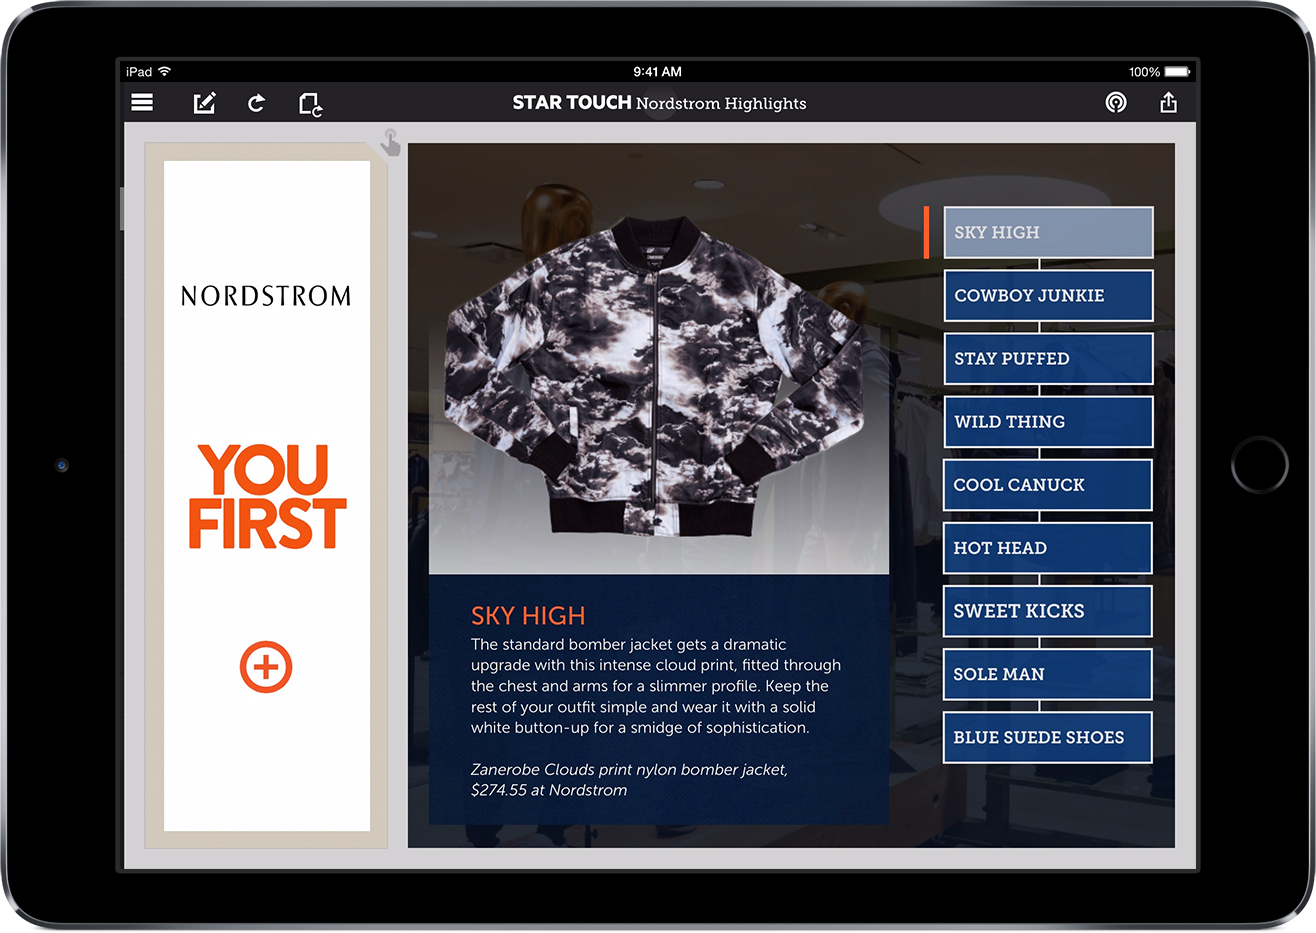 iPad
9:41 AM
100%
STAR TOUCH Nordstrom Highlights
NORDSTROM
YOU
FIRST
SKY HIGH
The standard bomber jacket gets a dramatic
upgrade with this intense cloud print, fitted through
the chest and arms for a slimmer profile. Keep the
rest of your outfit simple and wear it with a solid
white button-up for a smidge of sophistication.
Zanerobe Clouds print nylon bomber jacket,
$274.55 at Nordstrom
SKY HIGH
COWBOY JUNKIE
STAY PUFFED
WILD THING
COOL CANUCK
HOT HEAD
SWEET KICKS
SOLE MAN
BLUE SUEDE SHOES